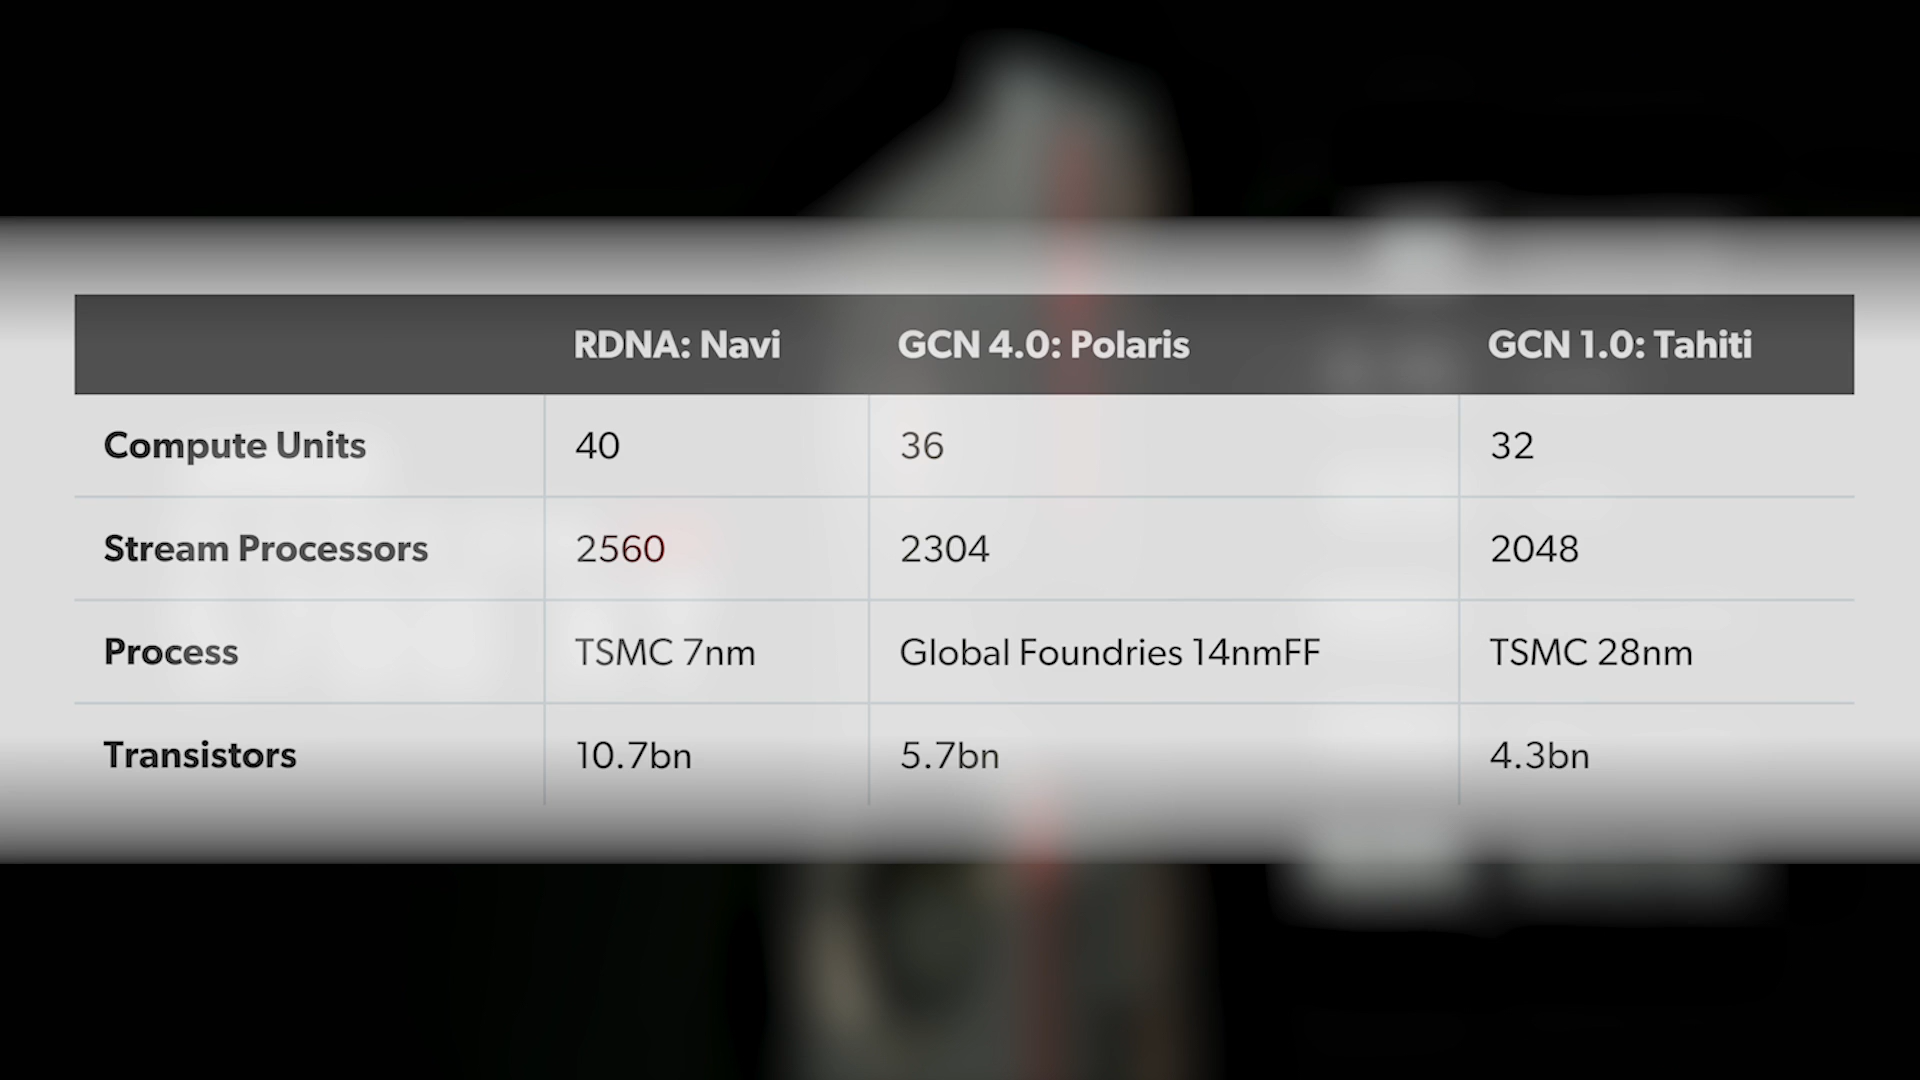 RDNA: Navi GCN 4.0: Polaris GCN 1.0: Tahiti
Compute Units 40 36 32
Stream Processors 2560 2304 2048
Process TSMC 7nm Global Foundries 14nmFF TSMC 28nm
Transistors 10.7bn 5.7bn 4.3bn